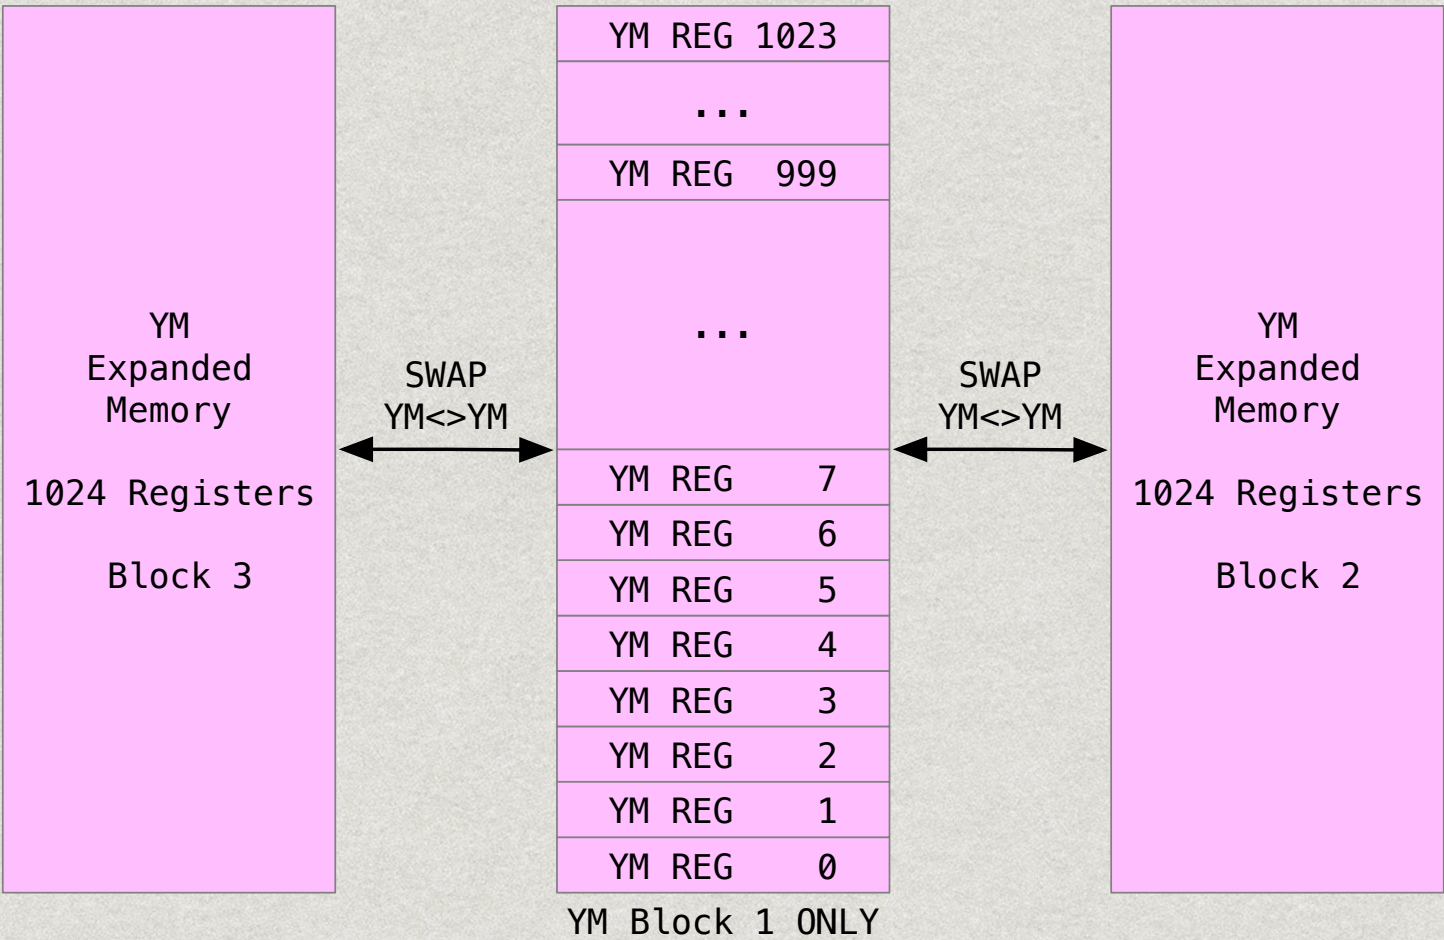 YM
Expanded
Memory
1024 Registers
Block 3
SWAP
YM<>YM
YM REG 1023
...
YM REG  999
...
YM REG    7
YM REG    6
YM REG    5
YM REG    4
YM REG    3
YM REG    2
YM REG    1
YM REG    0
YM Block 1 ONLY
SWAP
YM<>YM
YM
Expanded
Memory
1024 Registers
Block 2